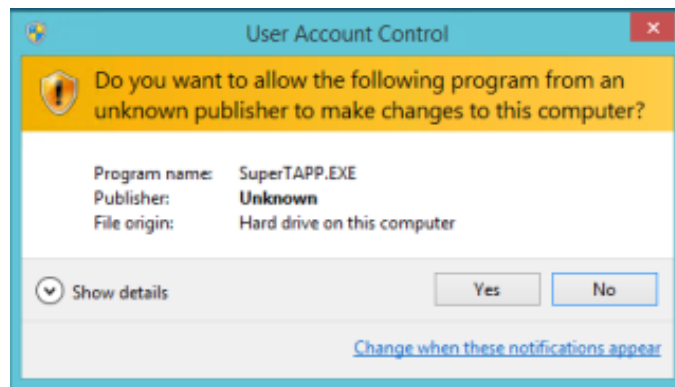 User Account Control
Do you want to allow the following program from an
unknown publisher to make changes to this computer?
Program name: SuperTAPP.EXE
Publisher: Unknown
File origin: Hard drive on this computer
Show details
Yes
No
Change when these notifications appear